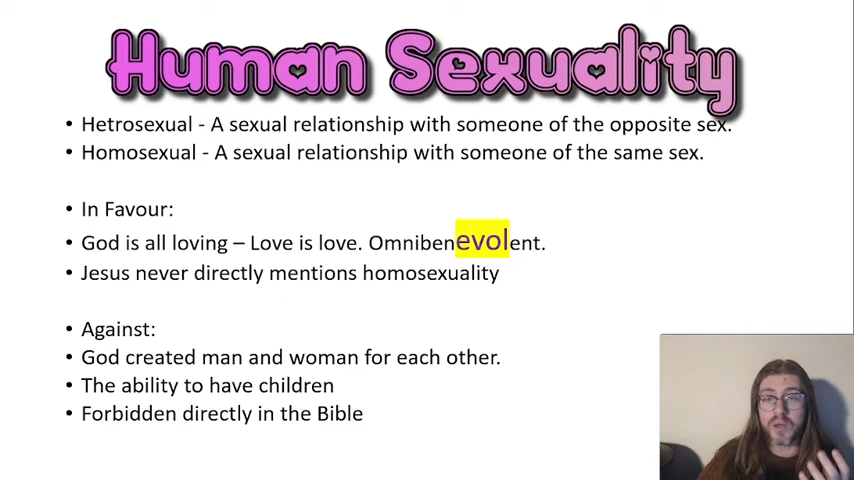 Human Sexuality
• Hetrosexual - A sexual relationship with someone of the opposite sex.
• Homosexual - A sexual relationship with someone of the same sex.
• In Favour:
• God is all loving – Love is love. Omnibenevolent.
• Jesus never directly mentions homosexuality
• Against:
• God created man and woman for each other.
• The ability to have children
• Forbidden directly in the Bible